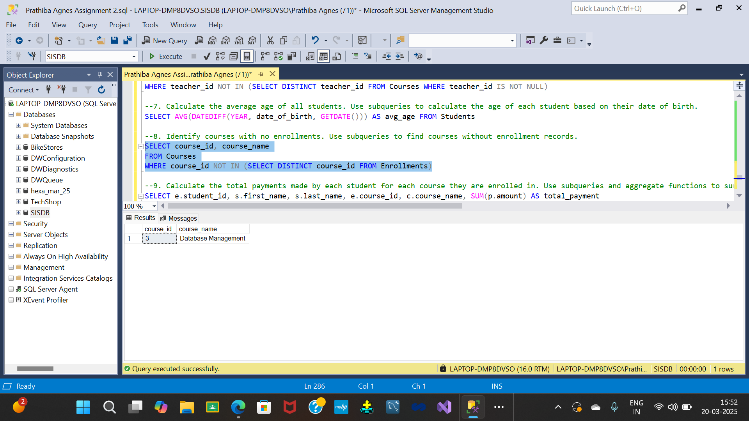 Prathiba Agnes Assignment 2.sql - LAPTOP-DMP8DVSO.SISDB (LAPTOP-DMP8DVSO\Prathiba Agnes (71))* - Microsoft SQL Server Management Studio
Quick Launch (Ctrl+Q)
File Edit View Query Project Tools Window Help
New Query
SISDB
Execute
Object Explorer
Connect
LAPTOP-DMP8DVSO (SQL Serve
Databases
System Databases
Database Snapshots
BikeStores
DWConfiguration
DWDiagnostics
DWQueue
hexa_mar_25
TechShop
SISDB
Security
Server Objects
Replication
Always On High Availability
Management
Integration Services Catalogs
SQL Server Agent
XEvent Profiler
Prathiba Agnes Assi...rathiba Agnes (71))*
WHERE teacher_id NOT IN (SELECT DISTINCT teacher_id FROM Courses WHERE teacher_id IS NOT NULL)
--7. Calculate the average age of all students. Use subqueries to calculate the age of each student based on their date of birth.
SELECT AVG(DATEDIFF(YEAR, date_of_birth, GETDATE())) AS avg_age FROM Students
--8. Identify courses with no enrollments. Use subqueries to find courses without enrollment records.
SELECT course_id, course_name
FROM Courses
WHERE course_id NOT IN (SELECT DISTINCT course_id FROM Enrollments)
--9. Calculate the total payments made by each student for each course they are enrolled in. Use subqueries and aggregate functions to su
SELECT e.student_id, s.first_name, s.last_name, e.course_id, c.course_name, SUM(p.amount) AS total_payment
100 %
Results Messages
course_id course_name
1 3 Database Management
Query executed successfully.
LAPTOP-DMP8DVSO (16.0 RTM) LAPTOP-DMP8DVSO\Prathi... SISDB 00:00:00 1 rows
Ready
Ln 286 Col 1 Ch 1 INS
2
ENG
IN
15:52
20-03-2025